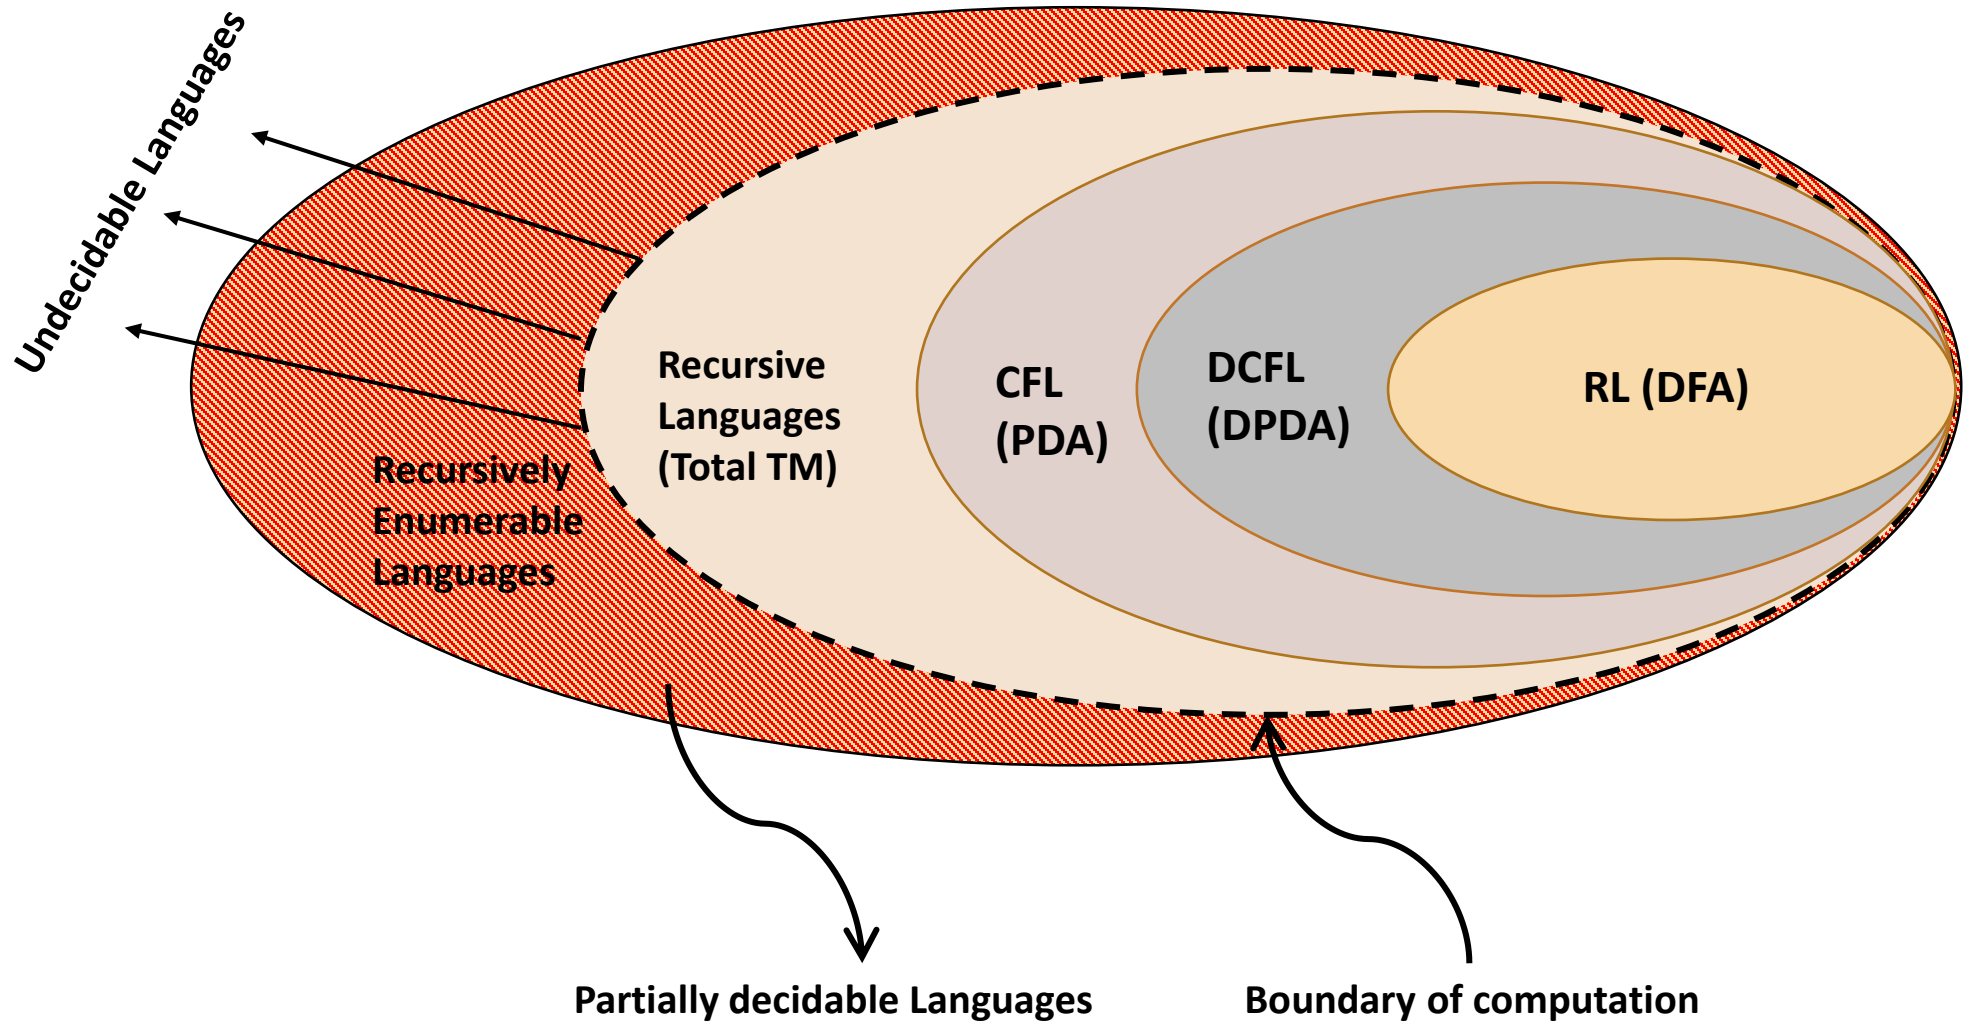 Undecidable Languages
Recursive
Languages
(Total TM)
CFL
(PDA)
DCFL
(DPDA)
RL (DFA)
Recursively
Enumerable
Languages
Partially decidable Languages
Boundary of computation